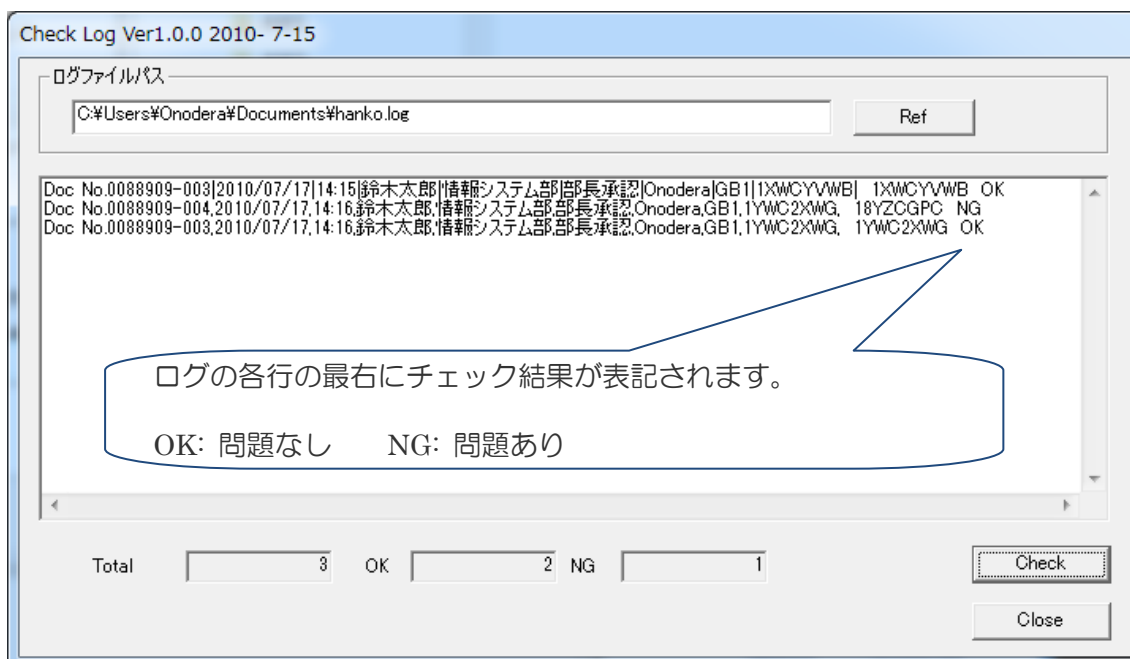 Check Log Ver1.0.0 2010- 7-15
ログファイルパス
C:¥Users¥Onodera¥Documents¥hanko.log
Ref
Doc No.0088909-003|2010/07/17|14:15|鈴木太郎|情報システム部|部長承認|Onodera|GB1|1XWCYVWB| 1XWCYVWB OK
Doc No.0088909-004,2010/07/17,14:16,鈴木太郎,情報システム部,部長承認,Onodera,GB1,1YWC2XWG, 18YZCGPC NG
Doc No.0088909-003,2010/07/17,14:16,鈴木太郎,情報システム部,部長承認,Onodera,GB1,1YWC2XWG, 1YWC2XWG OK
ログの各行の最右にチェック結果が表記されます。
OK: 問題なし NG: 問題あり
Total 3 OK 2 NG 1
Check
Close